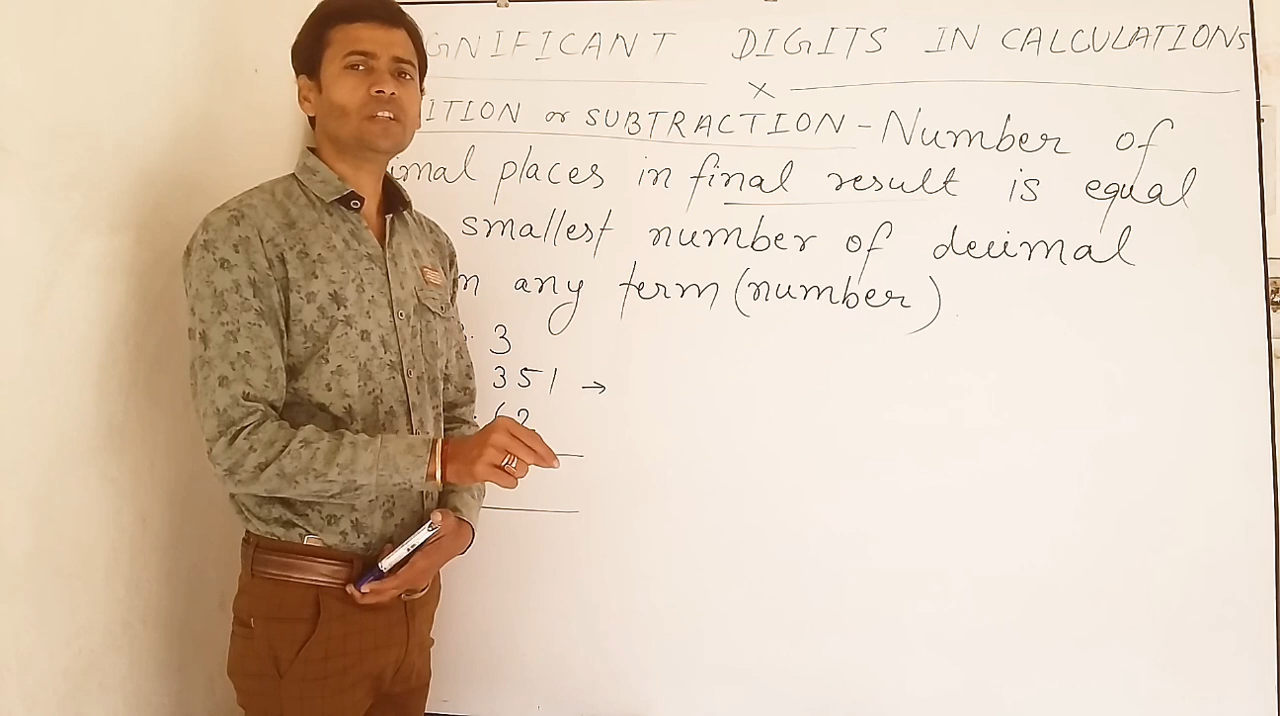 GNIFICANT DIGITS IN CALCULATIONS
x
ITION or SUBTRACTION - Number of
imal places in final result is equal
smallest number of decimal
n any term (number)
. 3
351 →
. 62